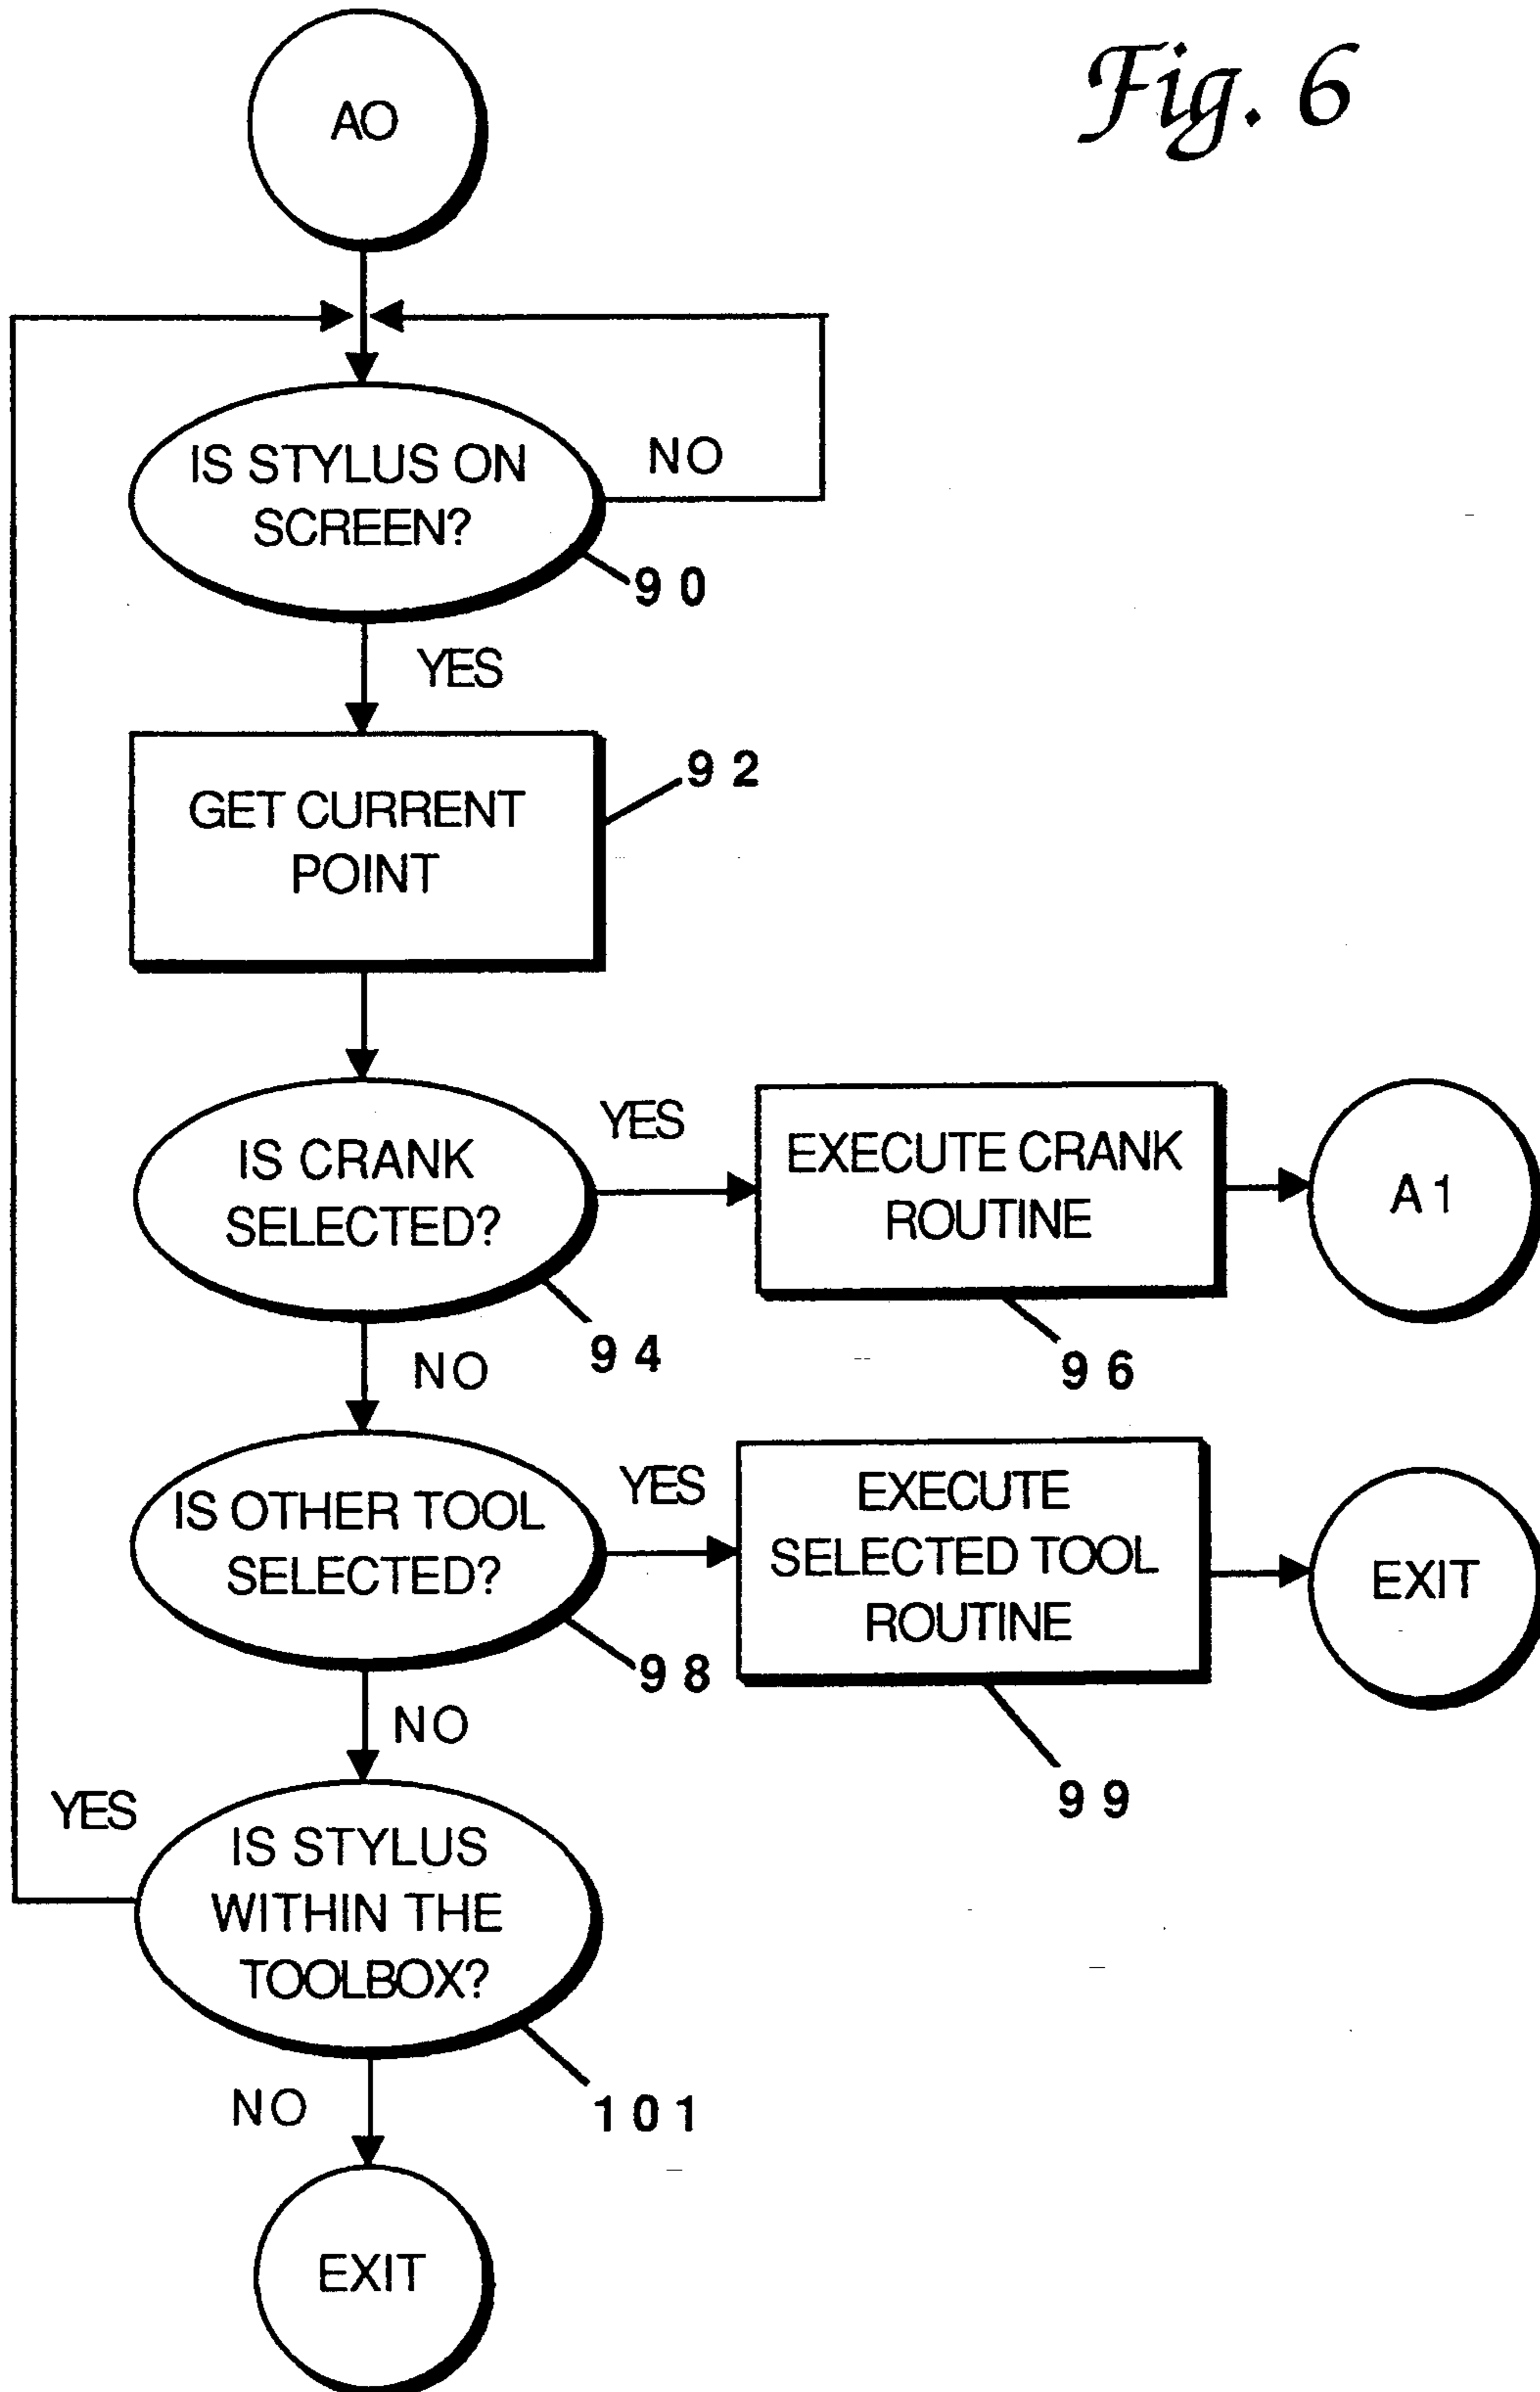 Fig. 6
AO
IS STYLUS ON
SCREEN?
NO
90
YES
GET CURRENT
POINT
92
IS CRANK
SELECTED?
YES
94
EXECUTE CRANK
ROUTINE
96
A1
NO
IS OTHER TOOL
SELECTED?
YES
98
EXECUTE
SELECTED TOOL
ROUTINE
99
EXIT
NO
YES
IS STYLUS
WITHIN THE
TOOLBOX?
101
NO
EXIT